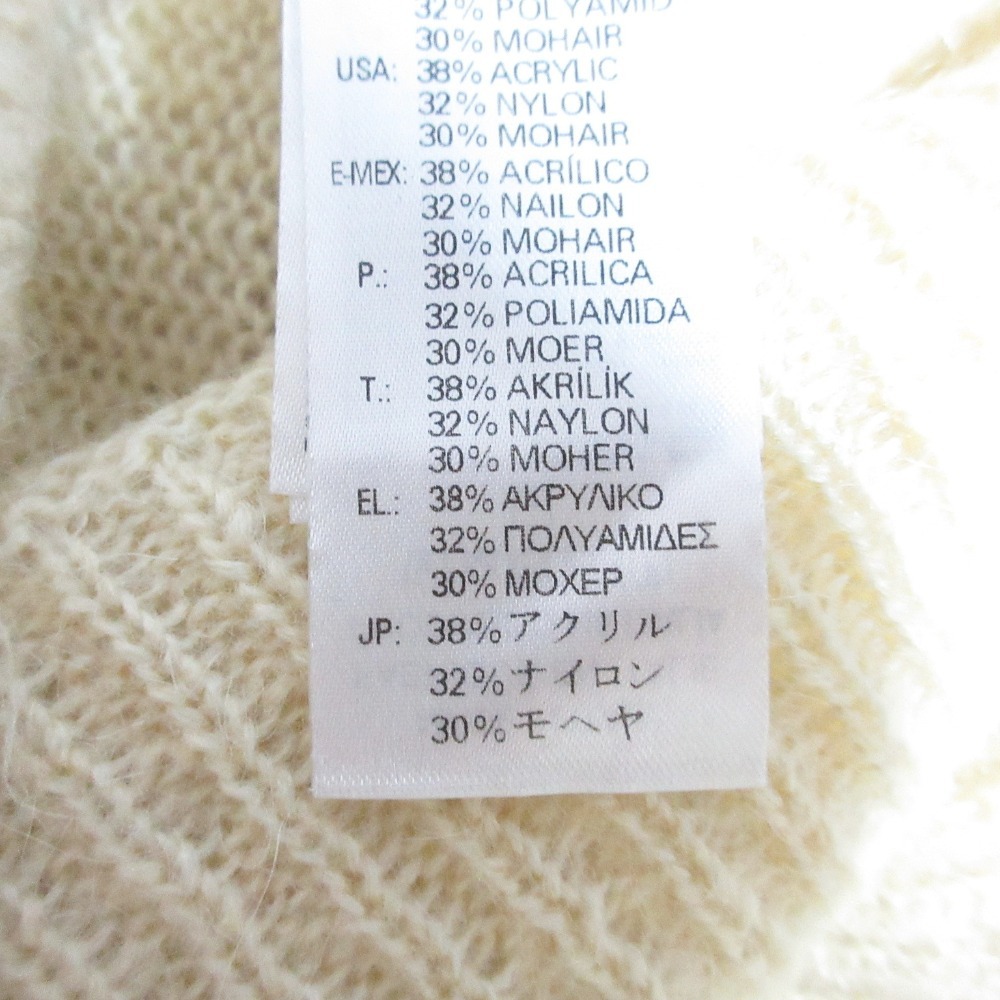 32% POLYAMID
30% MOHAIR
USA: 38% ACRYLIC
32% NYLON
30% MOHAIR
E-MEX: 38% ACRÍLICO
32% NAILON
30% MOHAIR
P.: 38% ACRILICA
32% POLIAMIDA
30% MOER
T.: 38% AKRİLİK
32% NAYLON
30% MOHER
EL.: 38% ΑΚΡΥΛΙΚΟ
32% ΠΟΛΥΑΜΙΔΕΣ
30% ΜΟΧΕΡ
JP: 38% アクリル
32% ナイロン
30% モヘヤ